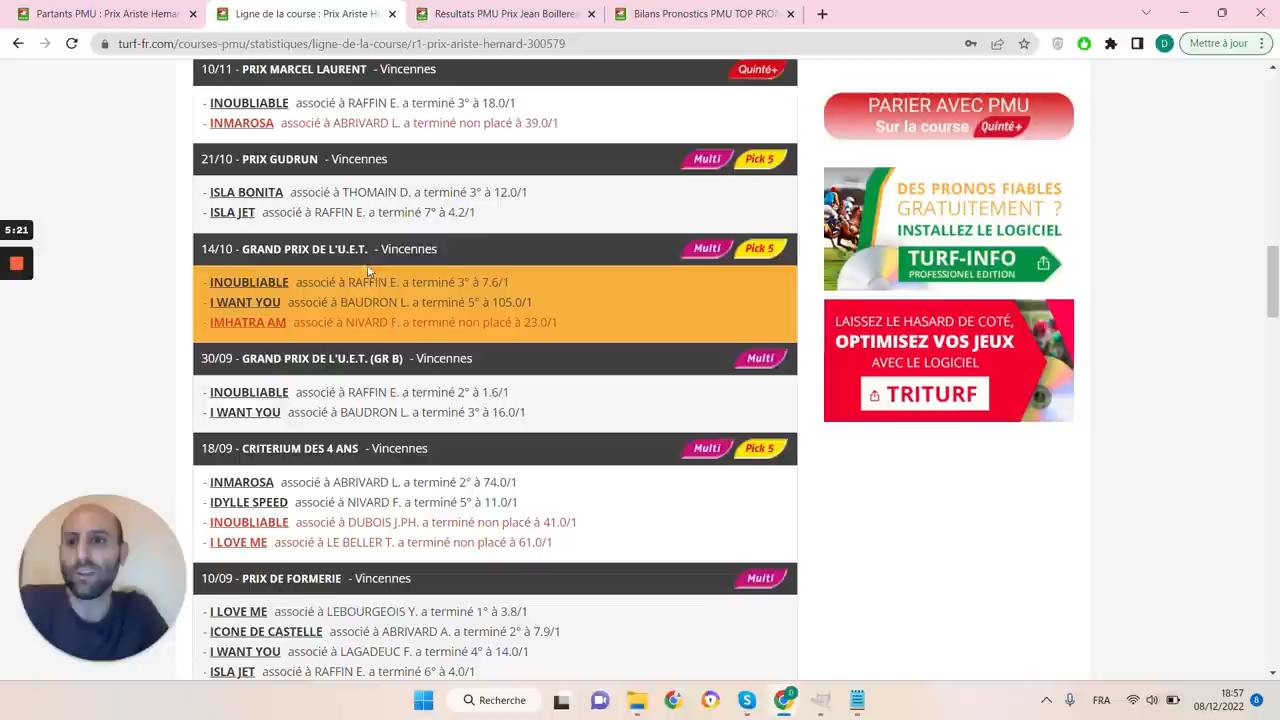 Partants PMU : Prix Ariste Hema
Ligne de la course : Prix Ariste H
Résultats PMU Prix Jean Boillere
Bilans Pronostics PMU TOP PRO
turf-fr.com/courses-pmu/statistiques/ligne-de-la-course/1-prix-ariste-hemard-300579
D
Mettre à jour
10/11 - PRIX MARCEL LAURENT - Vincennes
Quinté+
- INOUBLIABLE associé à RAFFIN E. a terminé 3° à 18.0/1
- INMAROSA associé à ABRIVARD L. a terminé non placé à 39.0/1
21/10 - PRIX GUDRUN - Vincennes
Multi Pick 5
- ISLA BONITA associé à THOMAIN D. a terminé 3° à 12.0/1
- ISLA JET associé à RAFFIN E. a terminé 7° à 4.2/1
14/10 - GRAND PRIX DE L'U.E.T. - Vincennes
Multi Pick 5
- INOUBLIABLE associé à RAFFIN E. a terminé 3° à 7.6/1
- I WANT YOU associé à BAUDRON L. a terminé 5° à 105.0/1
- IMHATRA AM associé à NIVARD F. a terminé non placé à 23.0/1
30/09 - GRAND PRIX DE L'U.E.T. (GR B) - Vincennes
Multi
- INOUBLIABLE associé à RAFFIN E. a terminé 2° à 1.6/1
- I WANT YOU associé à BAUDRON L. a terminé 3° à 16.0/1
18/09 - CRITERIUM DES 4 ANS - Vincennes
Multi Pick 5
- INMAROSA associé à ABRIVARD L. a terminé 2° à 74.0/1
- IDYLLE SPEED associé à NIVARD F. a terminé 5° à 11.0/1
- INOUBLIABLE associé à DUBOIS J.PH. a terminé non placé à 41.0/1
- I LOVE ME associé à LE BELLER T. a terminé non placé à 61.0/1
10/09 - PRIX DE FORMERIE - Vincennes
Multi
- I LOVE ME associé à LEBOURGEOIS Y. a terminé 1° à 3.8/1
- ICONE DE CASTELLE associé à ABRIVARD A. a terminé 2° à 7.9/1
- I WANT YOU associé à LAGADEUC F. a terminé 4° à 14.0/1
- ISLA JET associé à RAFFIN E. a terminé 6° à 4.0/1
PARIER AVEC PMU
Sur la course Quinté+
DES PRONOS FIABLES
GRATUITEMENT ?
INSTALLEZ LE LOGICIEL
TURF-INFO
PROFESSIONEL EDITION
LAISSEZ LE HASARD DE COTÉ,
OPTIMISEZ VOS JEUX
AVEC LE LOGICIEL
TRITURF
5:21
Recherche
0
FRA
18:57
08/12/2022
8